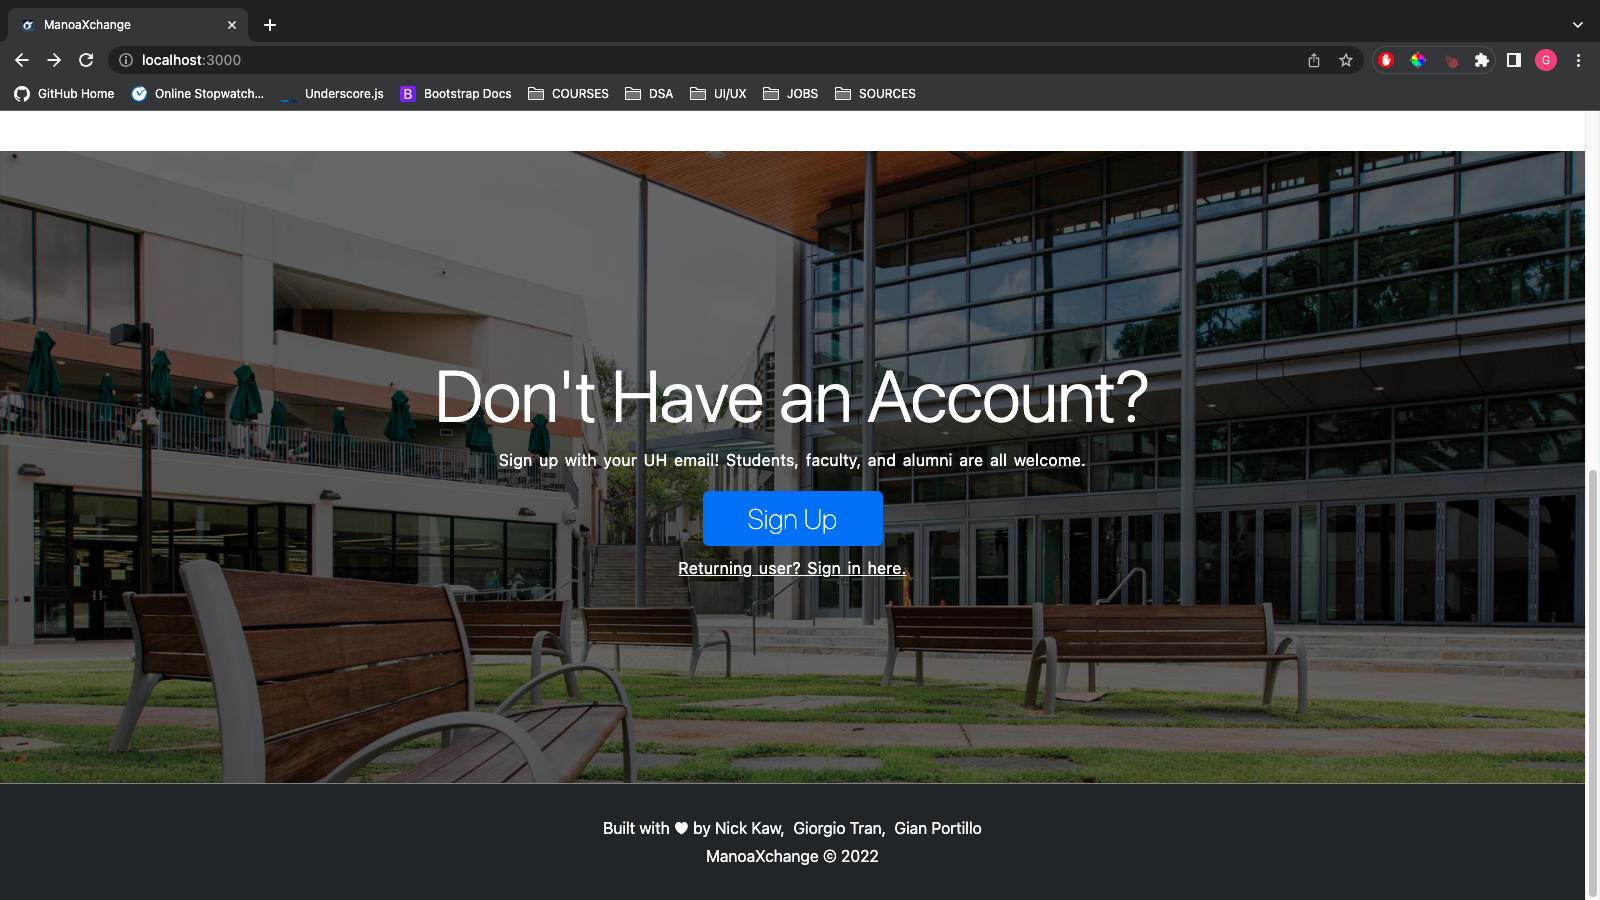 ManoaXchange
localhost:3000
G
GitHub Home
Online Stopwatch...
Underscore.js
B
Bootstrap Docs
COURSES
DSA
UI/UX
JOBS
SOURCES
Don't Have an Account?
Sign up with your UH email! Students, faculty, and alumni are all welcome.
Sign Up
Returning user? Sign in here.
Built with ♥ by Nick Kaw, Giorgio Tran, Gian Portillo
ManoaXchange © 2022